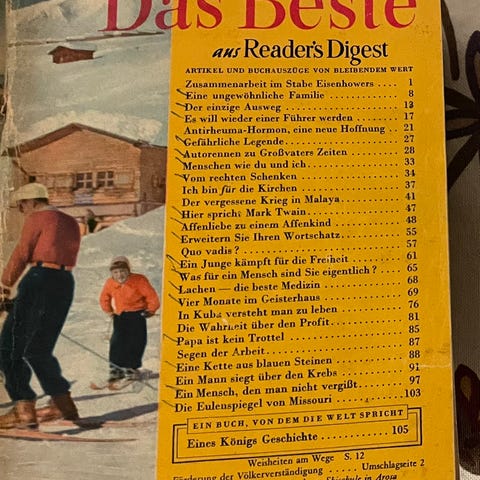 Das Beste
aus Reader's Digest
ARTIKEL UND BUCHAUSZÜGE VON BLEIBENDEM WERT
Zusammenarbeit im Stabe Eisenhowers .... 1
Eine ungewöhnliche Familie .......... 8
Der einzige Ausweg ............... 13
Es will wieder einer Führer werden ...... 17
Antirheuma-Hormon, eine neue Hoffnung . 21
Gefährliche Legende ............... 27
Autorennen zu Großvaters Zeiten ........ 28
Menschen wie du und ich ............ 33
Vom rechten Schenken ............. 34
Ich bin für die Kirchen ............. 37
Der vergessene Krieg in Malaya ......... 41
Hier spricht Mark Twain ............ 47
Affenliebe zu einem Affenkind ......... 48
Erweitern Sie Ihren Wortschatz ......... 55
Quo vadis? .................... 57
Ein Junge kämpft für die Freiheit ....... 61
Was für ein Mensch sind Sie eigentlich? .... 65
Lachen — die beste Medizin .......... 68
Vier Monate im Geisterhaus .......... 69
In Kuba versteht man zu leben ......... 76
Die Wahrheit über den Profit .......... 81
Papa ist kein Trottel .............. 85
Segen der Arbeit ................. 87
Eine Kette aus blauen Steinen ......... 88
Ein Mann siegt über den Krebs ........ 91
Ein Mensch, den man nicht vergißt ...... 97
Die Eulenspiegel von Missouri ......... 103
EIN BUCH, VON DEM DIE WELT SPRICHT
Eines Königs Geschichte ............ 105
Weisheiten am Wege S. 12
Förderung der Völkerverständigung ..... Umschlagseite 2
Skischule in Arosa